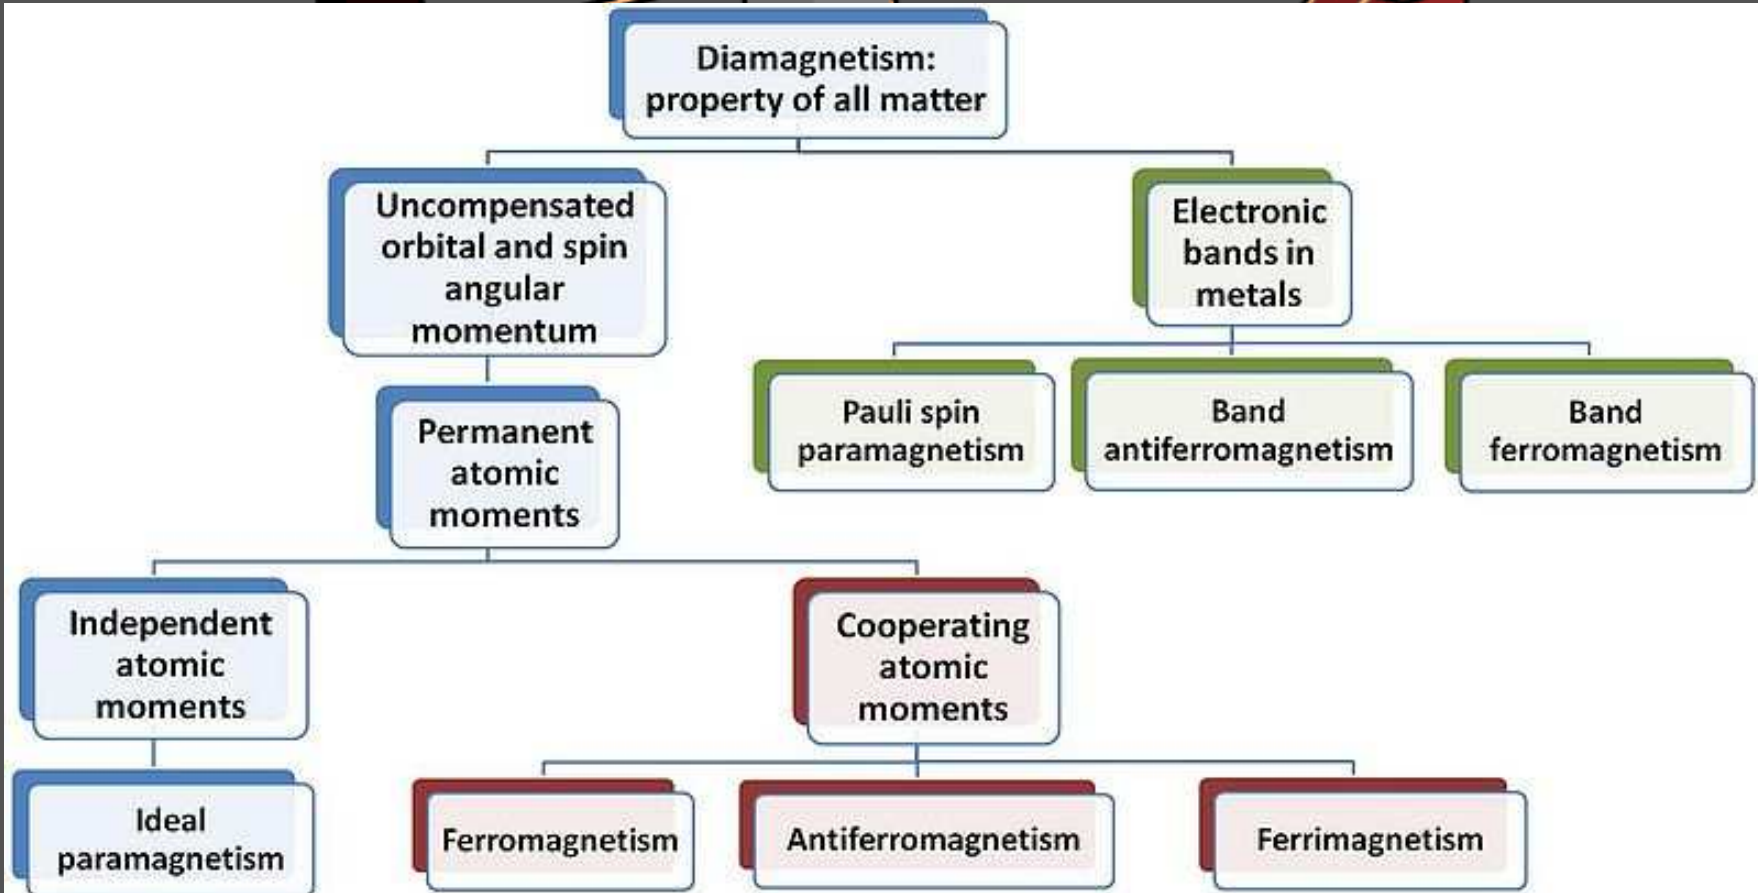 Diamagnetism:
property of all matter
Uncompensated
orbital and spin
angular
momentum
Electronic
bands in
metals
Permanent
atomic
moments
Pauli spin
paramagnetism
Band
antiferromagnetism
Band
ferromagnetism
Independent
atomic
moments
Cooperating
atomic
moments
Ideal
paramagnetism
Ferromagnetism
Antiferromagnetism
Ferrimagnetism